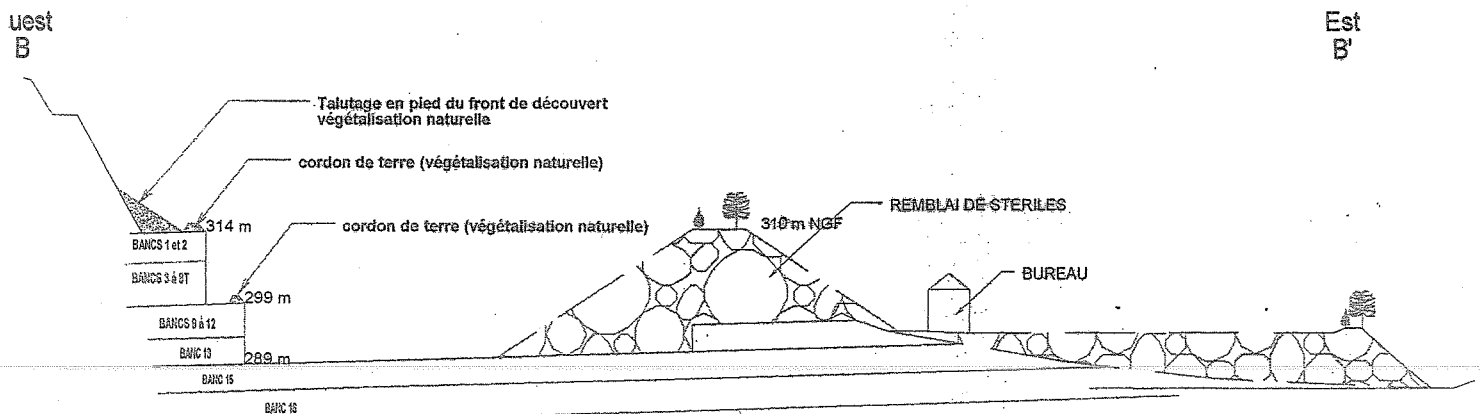 uest
B
Est
B'
Talutage en pied du front de découvert
végétalisation naturelle
cordon de terre (végétalisation naturelle)
314 m
cordon de terre (végétalisation naturelle)
310 m NGF
REMBLAI DE STERILES
BANCS 1 et 2
BANCS 3 à 8T
BUREAU
299 m
BANCS 9 à 12
BANC 13
289 m
BANC 15
BANC 16